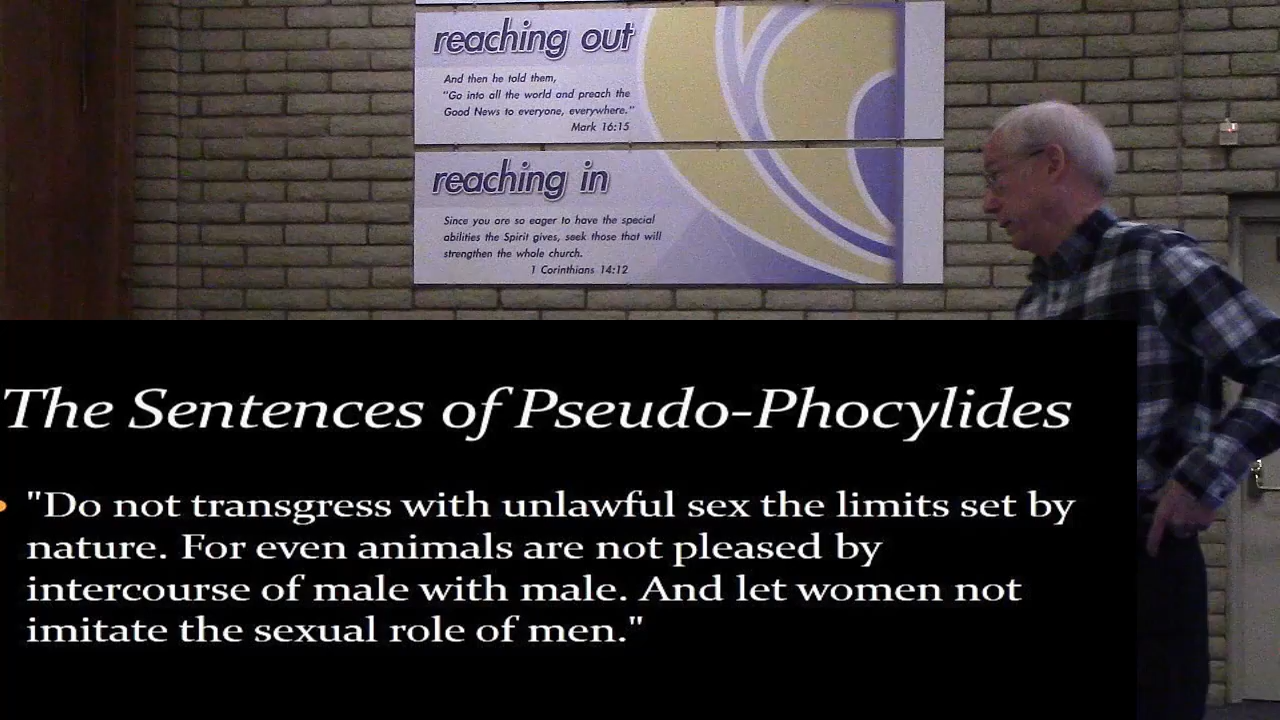 reaching out
And then he told them,
"Go into all the world and preach the
Good News to everyone, everywhere."
Mark 16:15
reaching in
Since you are so eager to have the special
abilities the Spirit gives, seek those that will
strengthen the whole church.
1 Corinthians 14:12
The Sentences of Pseudo-Phocylides
• "Do not transgress with unlawful sex the limits set by
nature. For even animals are not pleased by
intercourse of male with male. And let women not
imitate the sexual role of men."